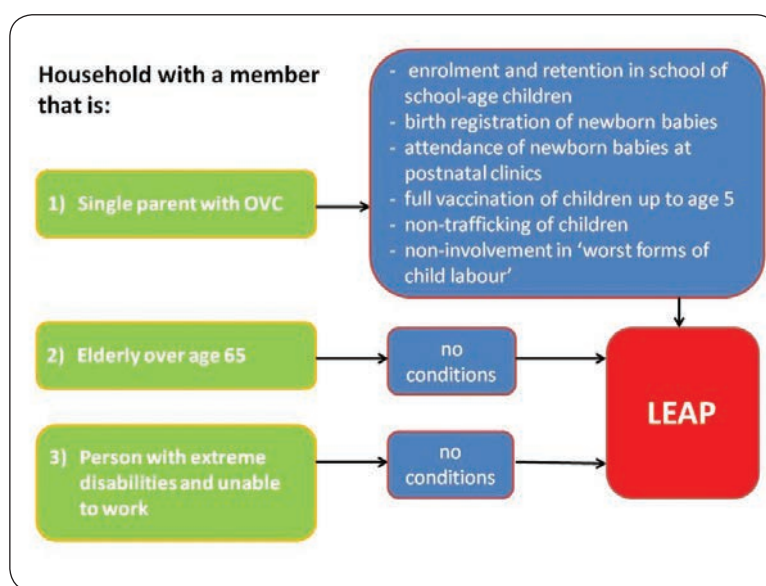 Household with a member
that is:
1) Single parent with OVC
- enrolment and retention in school of
school-age children
- birth registration of newborn babies
- attendance of newborn babies at
postnatal clinics
- full vaccination of children up to age 5
- non-trafficking of children
- non-involvement in ‘worst forms of
child labour’
2) Elderly over age 65
no
conditions
3) Person with extreme
disabilities and unable
to work
no
conditions
LEAP